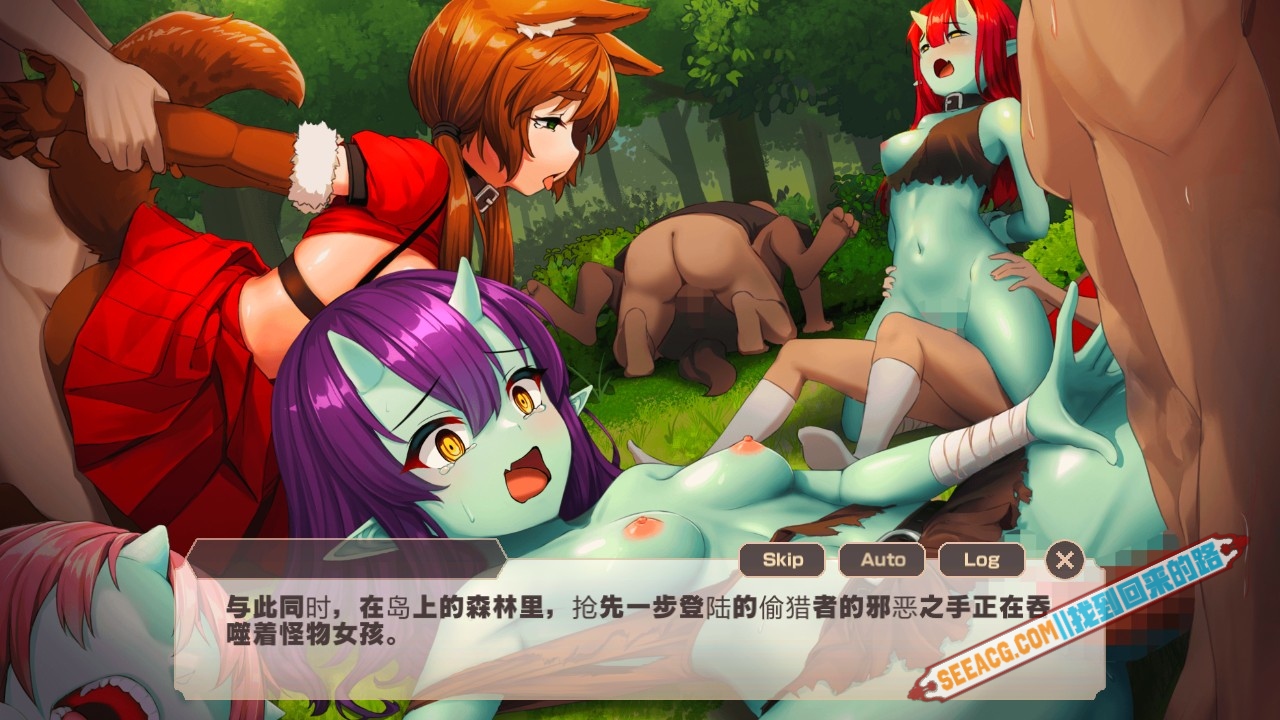 Skip
Auto
Log
与此同时，在岛上的森林里，抢先一步登陆的偷猎者的邪恶之手正在吞
噬着怪物女孩。
SEEACG.COM||找到回来的路